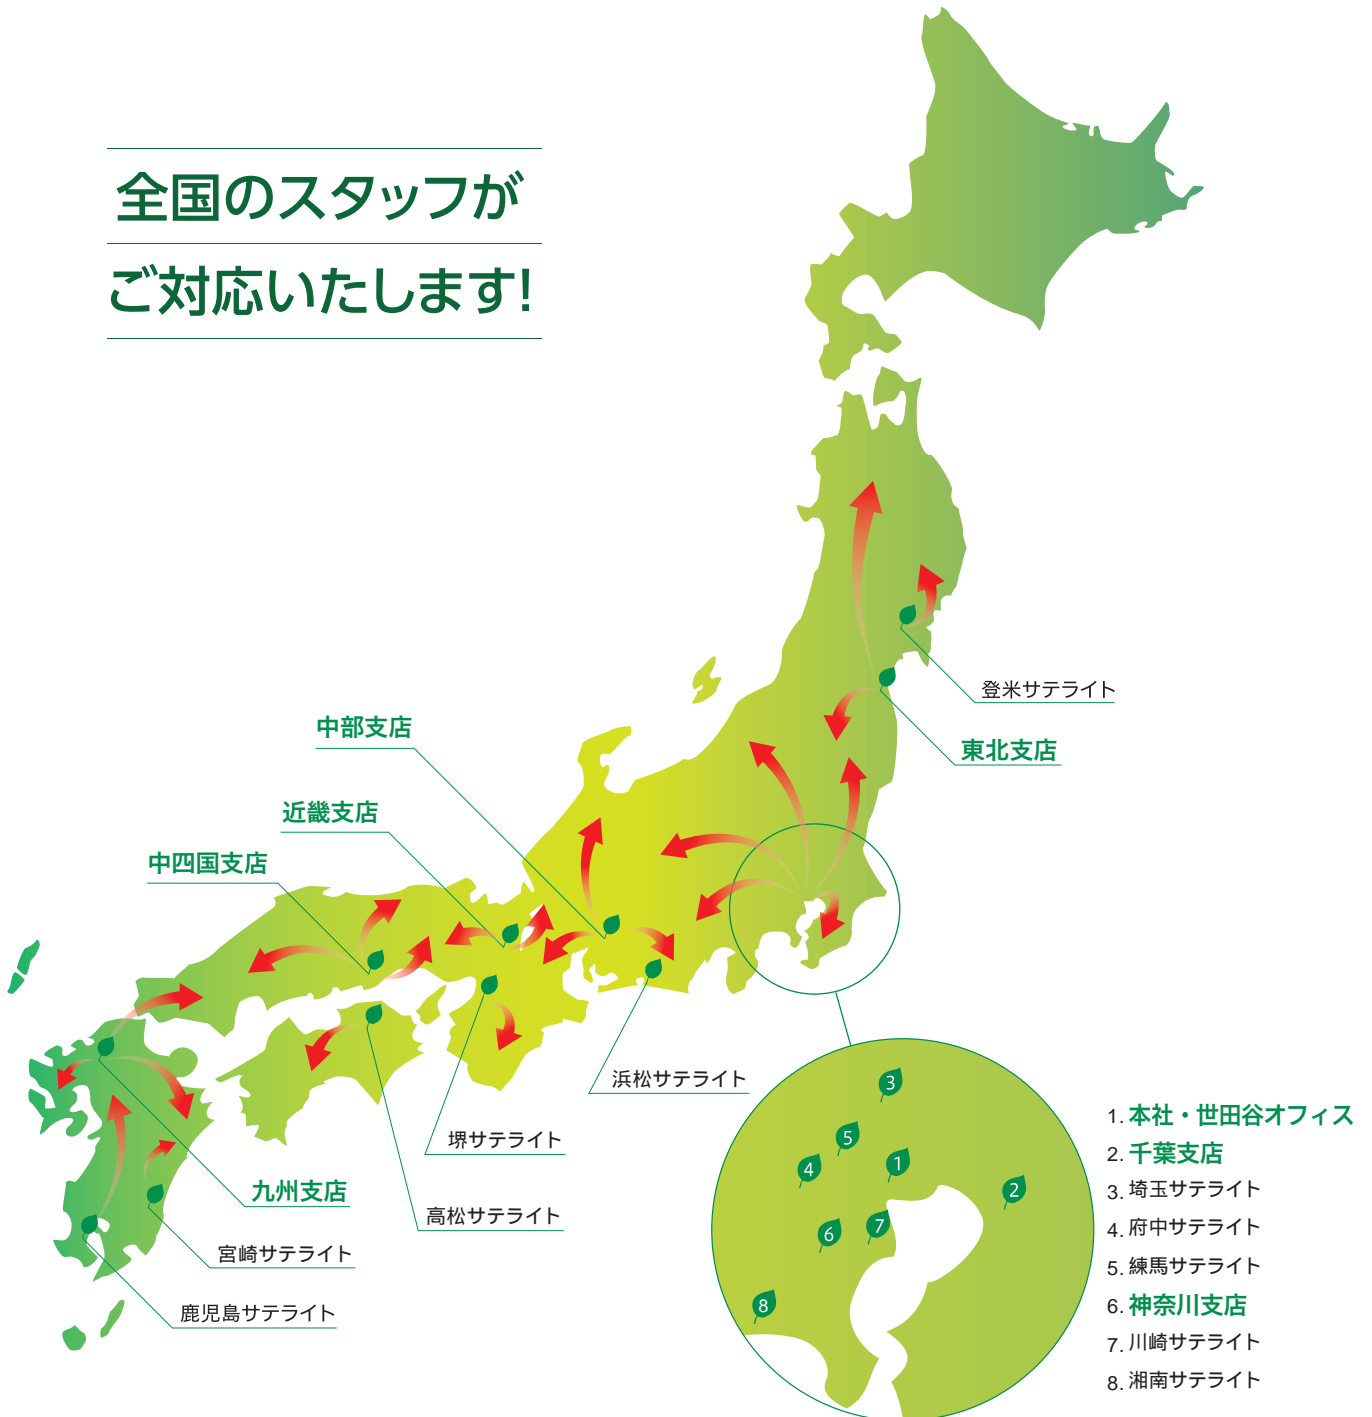 全国のスタッフが
ご対応いたします!
登米サテライト
中部支店
東北支店
近畿支店
中四国支店
浜松サテライト
堺サテライト
九州支店
高松サテライト
宮崎サテライト
鹿児島サテライト
3
5
1
4
2
7
6
8
1. 本社・世田谷オフィス
2. 千葉支店
3. 埼玉サテライト
4. 府中サテライト
5. 練馬サテライト
6. 神奈川支店
7. 川崎サテライト
8. 湘南サテライト